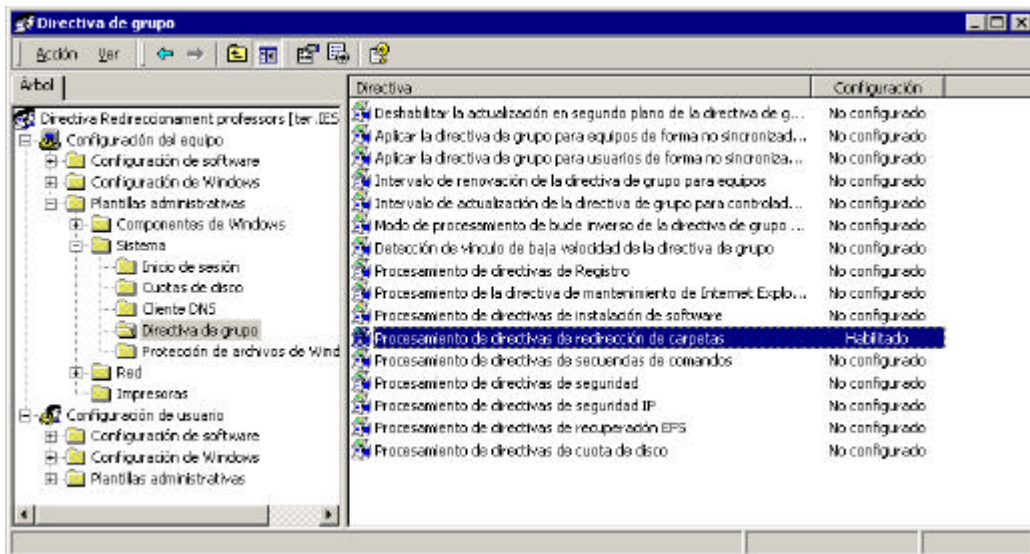 Directiva de grupo
Acción Ver
Árbol
Directiva Configuración
Directiva Redireccionament professors [ter.IES
Configuración del equipo
Configuración de software
Configuración de Windows
Plantillas administrativas
Componentes de Windows
Sistema
Inicio de sesión
Cuotas de disco
Cliente DNS
Directiva de grupo
Protección de archivos de Wind
Red
Impresoras
Configuración de usuario
Configuración de software
Configuración de Windows
Plantillas administrativas
Deshabilitar la actualización en segundo plano de la directiva de g... No configurado
Aplicar la directiva de grupo para equipos de forma no sincronizad... No configurado
Aplicar la directiva de grupo para usuarios de forma no sincroniza... No configurado
Intervalo de renovación de la directiva de grupo para equipos No configurado
Intervalo de actualización de la directiva de grupo para controlad... No configurado
Modo de procesamiento de bucle inverso de la directiva de grupo ... No configurado
Detección de vínculo de baja velocidad de la directiva de grupo No configurado
Procesamiento de directivas de Registro No configurado
Procesamiento de la directiva de mantenimiento de Internet Explo... No configurado
Procesamiento de directivas de instalación de software No configurado
Procesamiento de directivas de redirección de carpetas Habilitado
Procesamiento de directivas de secuencias de comandos No configurado
Procesamiento de directivas de seguridad No configurado
Procesamiento de directivas de seguridad IP No configurado
Procesamiento de directivas de recuperación EFS No configurado
Procesamiento de directivas de cuota de disco No configurado